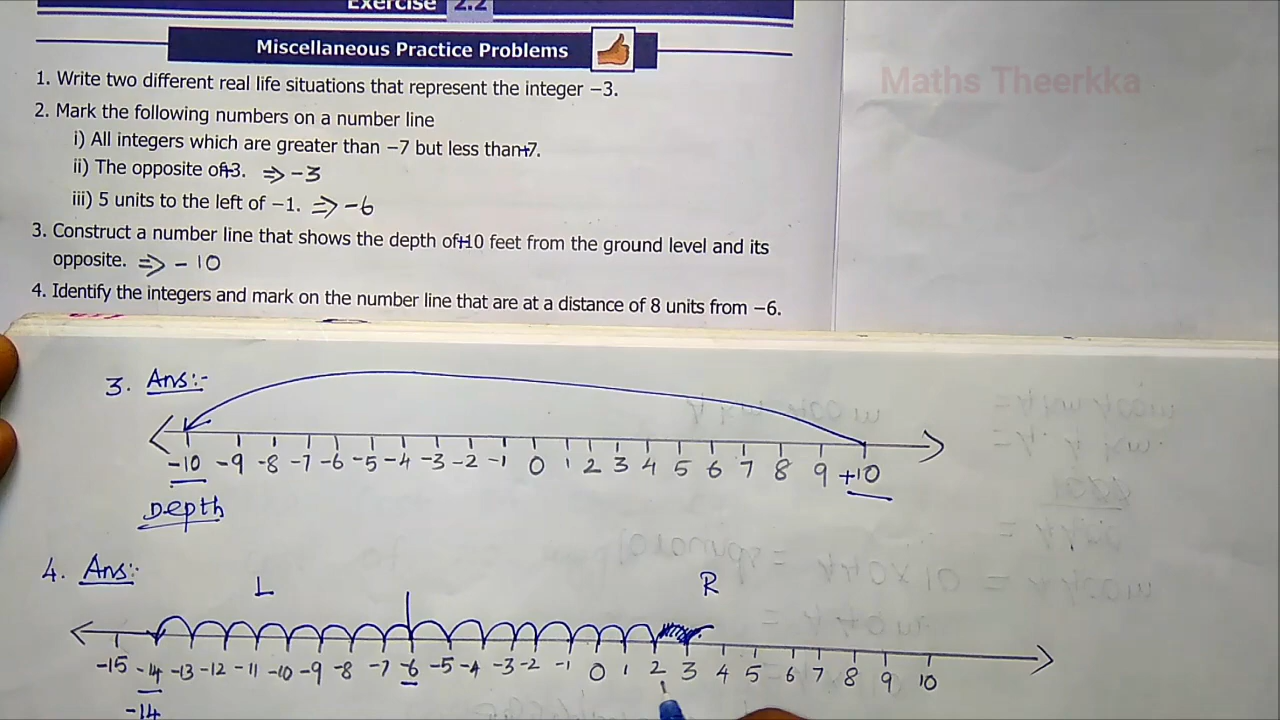 Exercise 2.2
Miscellaneous Practice Problems
Maths Theerkka
1. Write two different real life situations that represent the integer −3.
2. Mark the following numbers on a number line
i) All integers which are greater than −7 but less than +7.
ii) The opposite of +3. ⇒ -3
iii) 5 units to the left of −1. ⇒ -6
3. Construct a number line that shows the depth of +10 feet from the ground level and its
opposite. ⇒ -10
4. Identify the integers and mark on the number line that are at a distance of 8 units from −6.
3. Ans:-
-10 -9 -8 -7 -6 -5 -4 -3 -2 -1 0 1 2 3 4 5 6 7 8 9 +10
Depth
4. Ans:-
L R
-15 -14 -13 -12 -11 -10 -9 -8 -7 -6 -5 -4 -3 -2 -1 0 1 2 3 4 5 6 7 8 9 10
-14